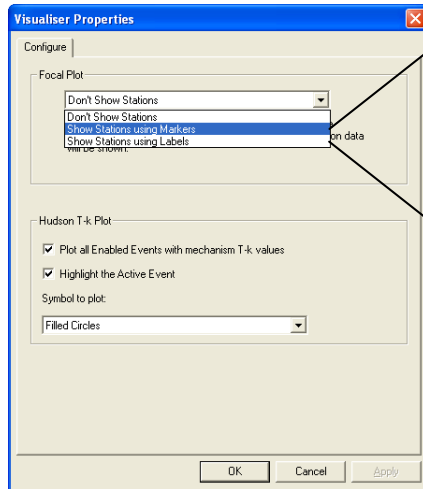 Visualiser Properties
Configure
Focal Plot
Don't Show Stations
Don't Show Stations
Show Stations using Markers
Show Stations using Labels
on data
will be shown.
Hudson T-k Plot
Plot all Enabled Events with mechanism T-k values
Highlight the Active Event
Symbol to plot:
Filled Circles
OK Cancel Apply